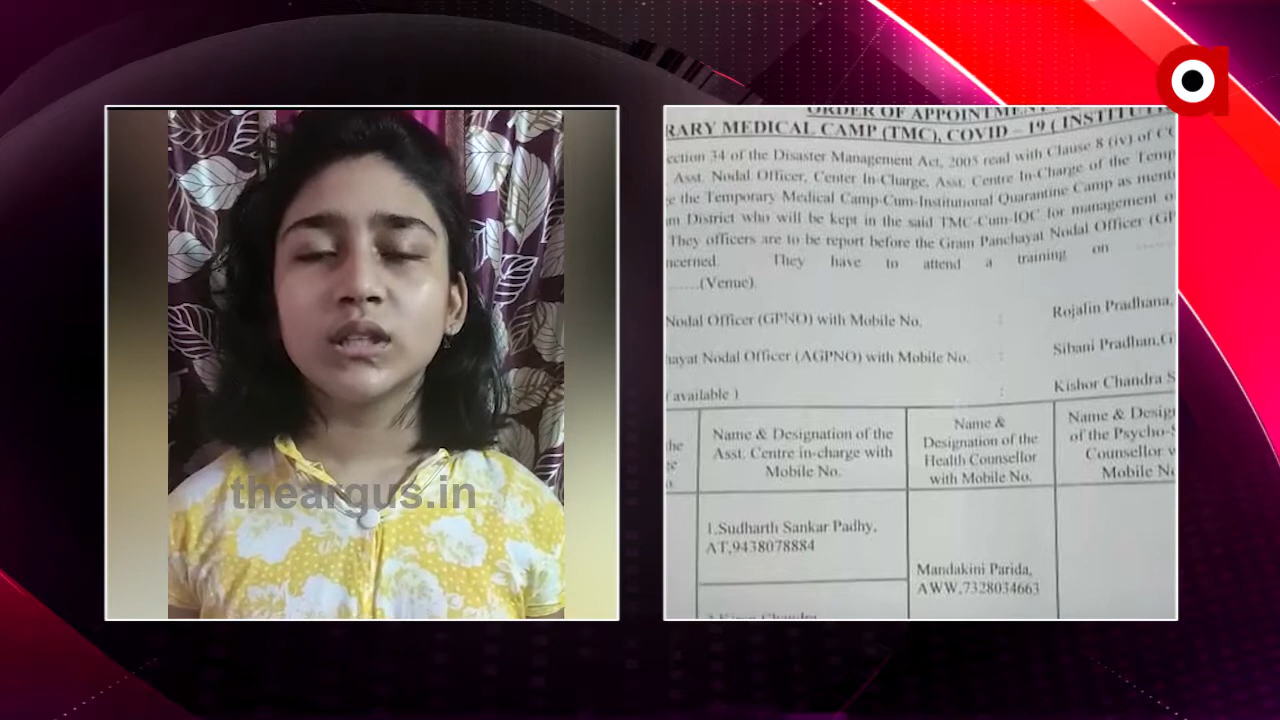 theargus.in
ORDER OF APPOINTMENT
RARY MEDICAL CAMP (TMC), COVID – 19 ( INSTITUTI
ection 34 of the Disaster Management Act, 2005 read with Clause 8 (iv) of CO
Asst. Nodal Officer, Center In-Charge, Asst. Centre In-Charge of the Temp
e the Temporary Medical Camp-Cum-Institutional Quarantine Camp as ment
m District who will be kept in the said TMC-Cum-IQC for management o
They officers are to be report before the Gram Panchayat Nodal Officer (GP
ncerned. They have to attend a training on ........
......(Venue).
Nodal Officer (GPNO) with Mobile No. : Rojalin Pradhana,
hayat Nodal Officer (AGPNO) with Mobile No. : Sibani Pradhan,G
(available ) : Kishor Chandra S
Name & Designation of the
Asst. Centre in-charge with
Mobile No.
Name &
Designation of the
Health Counsellor
with Mobile No.
Name & Desig
of the Psycho-S
Counsellor w
Mobile No
1.Sudharth Sankar Padhy,
AT,9438078884
Mandakini Parida,
AWW,7328034663